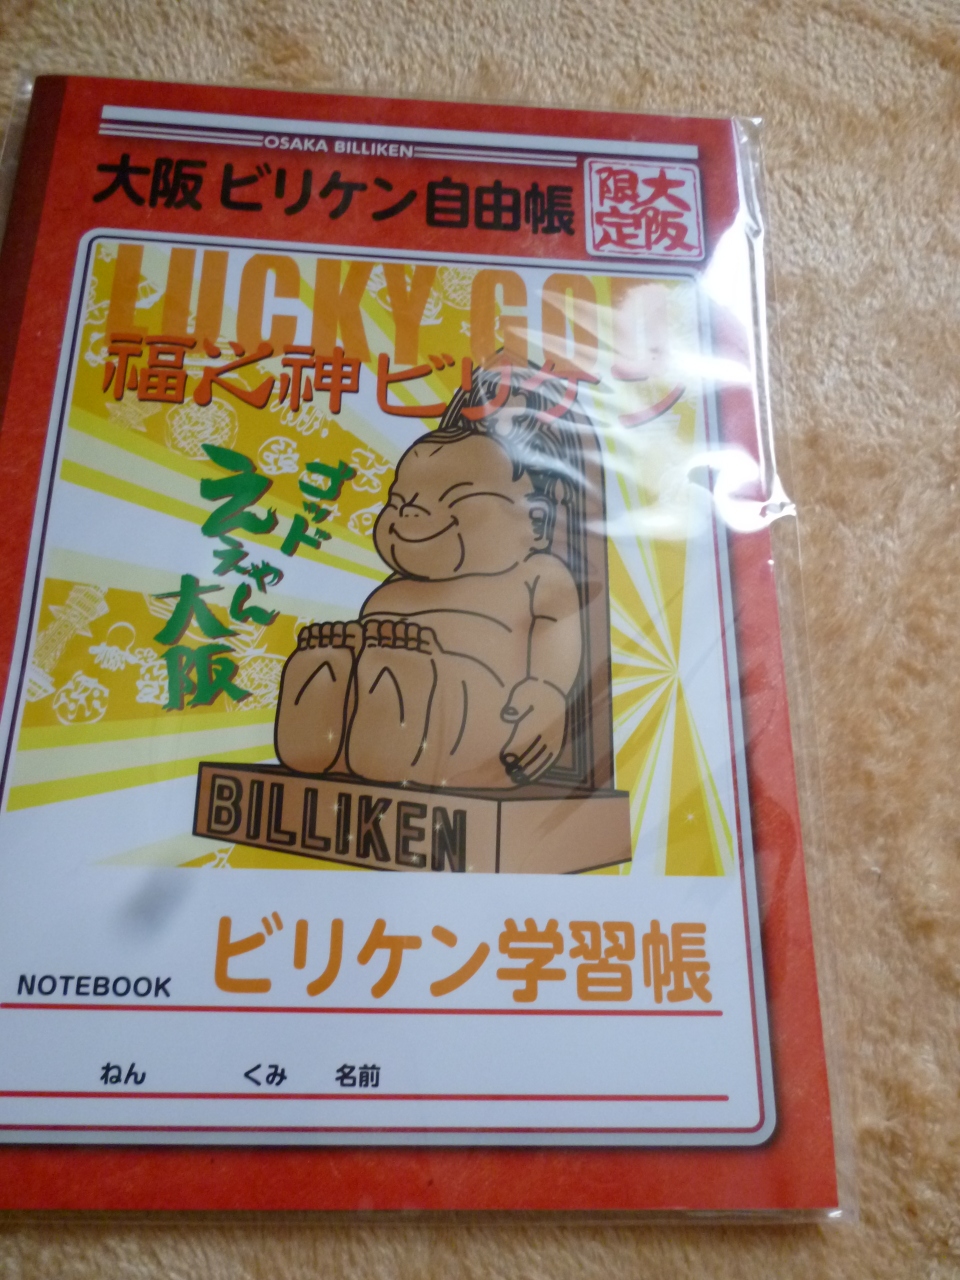 OSAKA BILLIKEN
大阪 ビリケン自由帳
大阪
限定
LUCKY GOD
福之神ビリケン
ゴッド
ええやん
大阪
BILLIKEN
ビリケン学習帳
NOTEBOOK
ねん くみ 名前